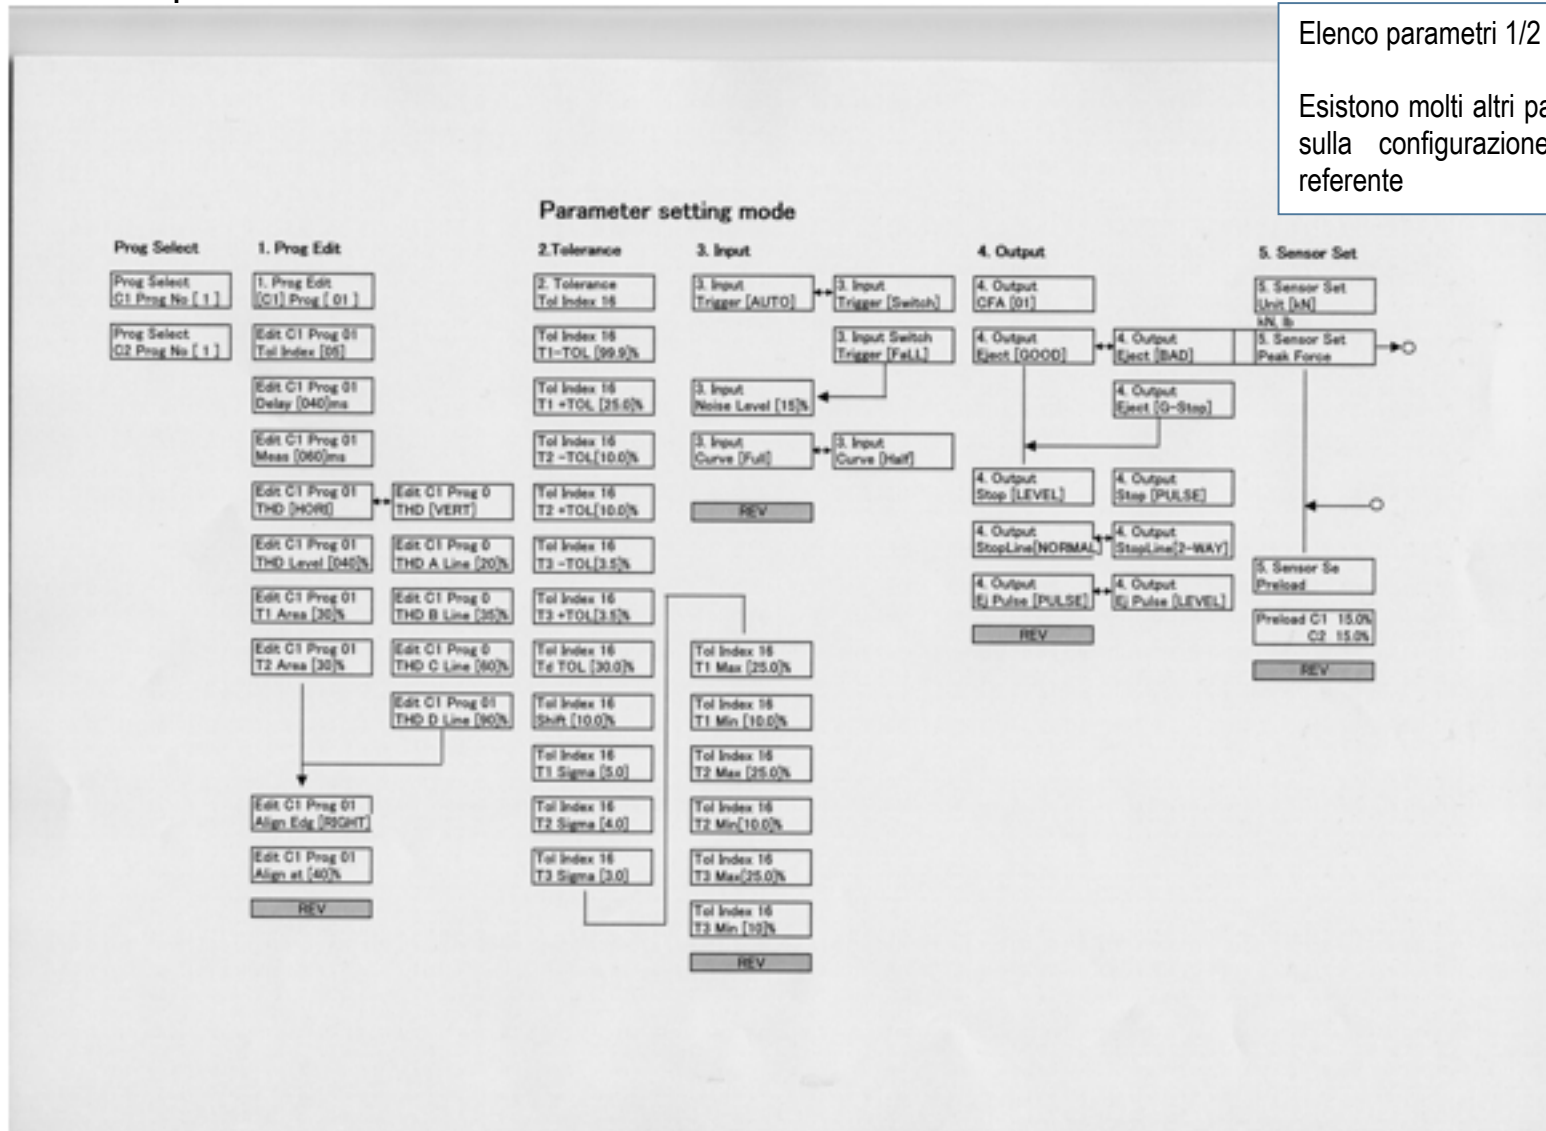 Elenco parametri 1/2
Esistono molti altri
sulla configurazione
referente
Parameter setting mode
Prog Select
Prog Select
C1 Prog No [ 1 ]
Prog Select
C2 Prog No [ 1 ]
1. Prog Edit
1. Prog Edit
[C1] Prog [ 01 ]
Edit C1 Prog 01
Tol Index [05]
Edit C1 Prog 01
Delay [040]ms
Edit C1 Prog 01
Meas [060]ms
Edit C1 Prog 01
THD [HORI]
Edit C1 Prog 0
THD [VERT]
Edit C1 Prog 01
THD Level [040]%
Edit C1 Prog 0
THD A Line [20]%
Edit C1 Prog 01
T1 Area [30]%
Edit C1 Prog 0
THD B Line [35]%
Edit C1 Prog 01
T2 Area [30]%
Edit C1 Prog 0
THD C Line [60]%
Edit C1 Prog 01
THD D Line [90]%
Edit C1 Prog 01
Align Edg [RIGHT]
Edit C1 Prog 01
Align at [40]%
REV
2.Tolerance
2. Tolerance
Tol Index 16
Tol Index 16
T1-TOL [99.9]%
Tol Index 16
T1 +TOL [25.0]%
Tol Index 16
T2 -TOL[10.0]%
Tol Index 16
T2 +TOL[10.0]%
Tol Index 16
T3 -TOL[3.5]%
Tol Index 16
T3 +TOL[3.5]%
Tol Index 16
Td TOL [30.0]%
Tol Index 16
Shift [10.0]%
Tol Index 16
T1 Sigma [5.0]
Tol Index 16
T2 Sigma [4.0]
Tol Index 16
T3 Sigma [3.0]
Tol Index 16
T1 Max [25.0]%
Tol Index 16
T1 Min [10.0]%
Tol Index 16
T2 Max [25.0]%
Tol Index 16
T2 Min[10.0]%
Tol Index 16
T3 Max[25.0]%
Tol Index 16
T3 Min [10]%
REV
3. Input
3. Input
Trigger [AUTO]
3. Input
Trigger [Switch]
3. Input Switch
Trigger [FaLL]
3. Input
Noise Level [15]%
3. Input
Curve [Full]
3. Input
Curve [Half]
REV
4. Output
4. Output
CFA [01]
4. Output
Eject [GOOD]
4. Output
Eject [BAD]
4. Output
Eject [G-Stop]
4. Output
Stop [LEVEL]
4. Output
Stop [PULSE]
4. Output
StopLine[NORMAL]
4. Output
StopLine[2-WAY]
4. Output
Ej Pulse [PULSE]
4. Output
Ej Pulse [LEVEL]
REV
5. Sensor Set
5. Sensor Set
Unit [kN]
kN, lb
5. Sensor Set
Peak Force
5. Sensor Se
Preload
Preload C1 15.0%
C2 15.0%
REV